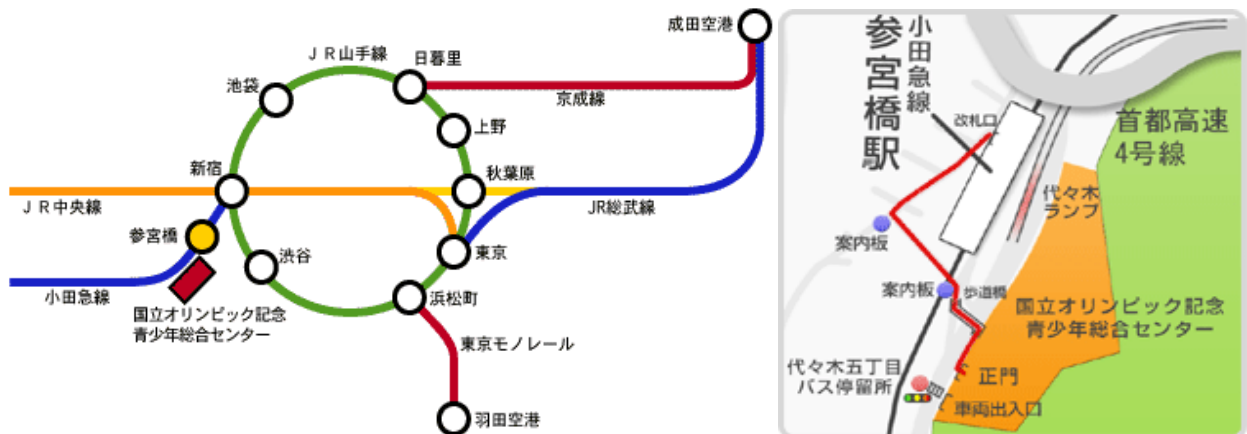 成田空港
ＪＲ山手線
日暮里
池袋
京成線
上野
新宿
秋葉原
ＪＲ中央線
JR総武線
参宮橋
渋谷
東京
小田急線
浜松町
国立オリンピック記念
青少年総合センター
東京モノレール
羽田空港
小田急線
参宮橋駅
改札口
首都高速
4号線
代々木
ランプ
案内板
案内板
歩道橋
国立オリンピック記念
青少年総合センター
代々木五丁目
バス停留所
正門
車両出入口